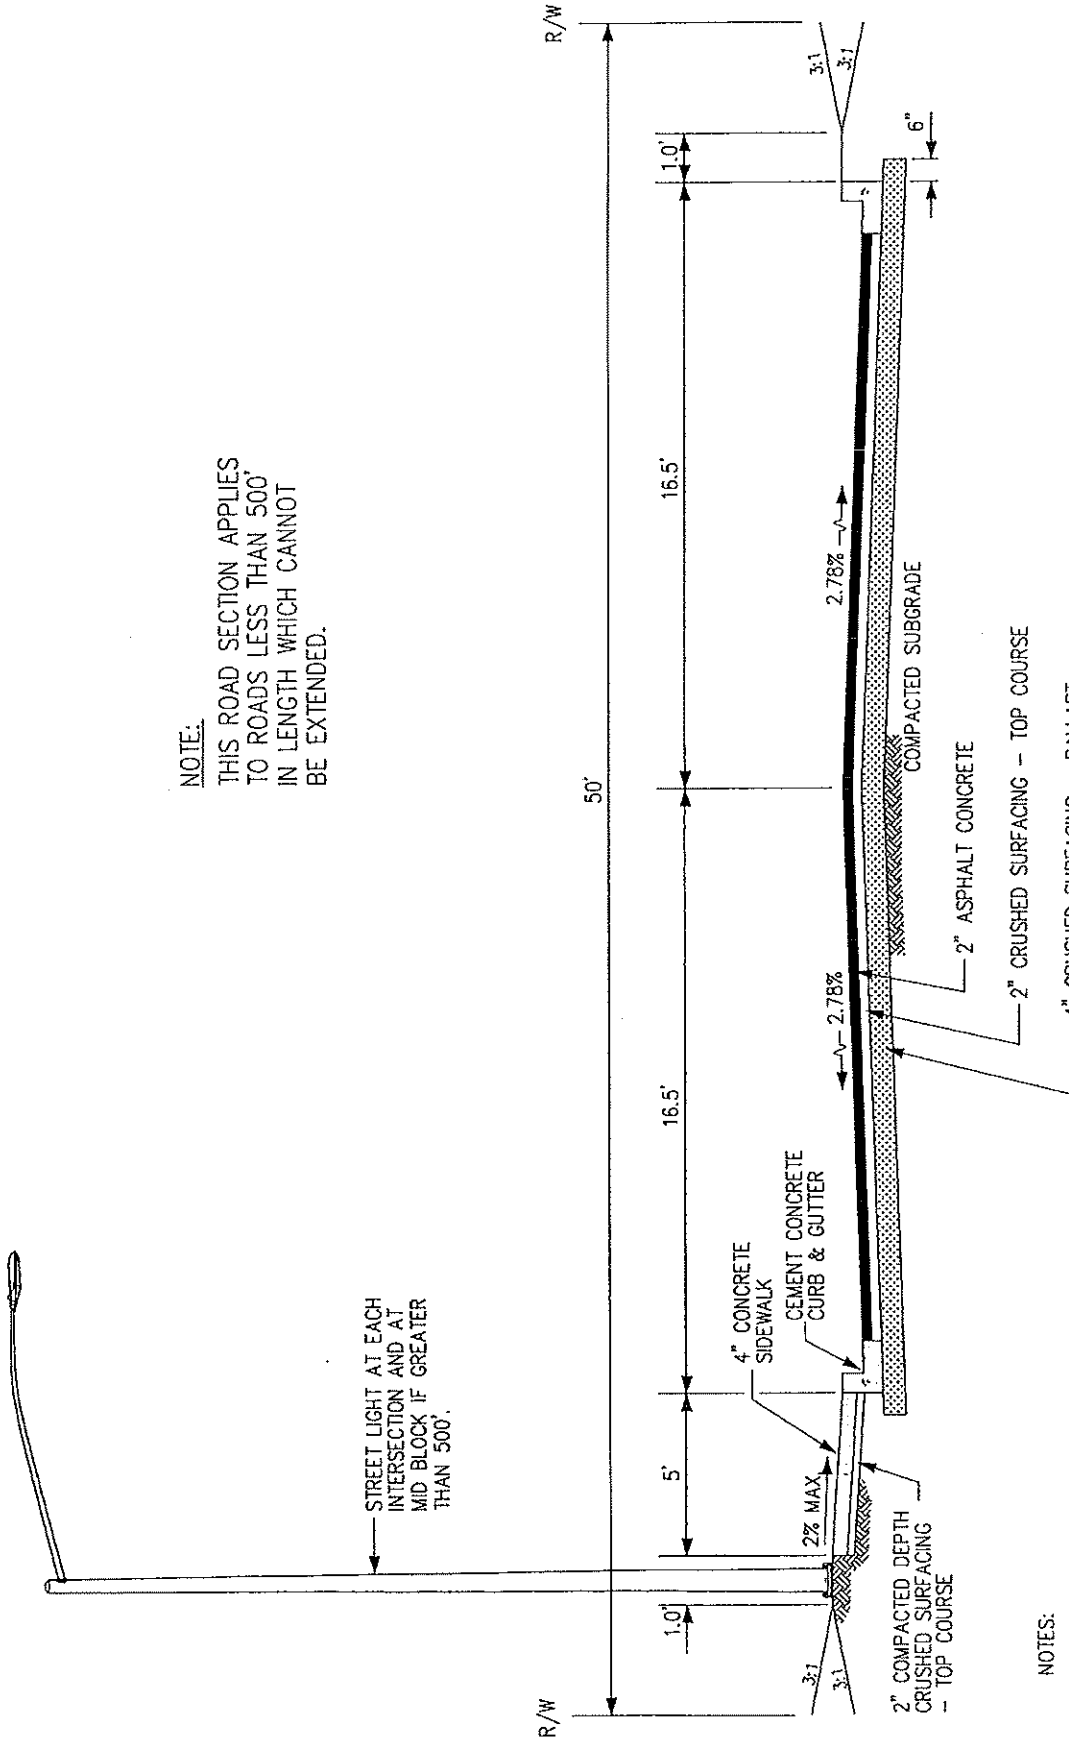 NOTE:
THIS ROAD SECTION APPLIES
TO ROADS LESS THAN 500'
IN LENGTH WHICH CANNOT
BE EXTENDED.
STREET LIGHT AT EACH
INTERSECTION AND AT
MID BLOCK IF GREATER
THAN 500'.
R/W
50'
R/W
1.0'
5'
16.5'
16.5'
1.0'
3:1
3:1
2% MAX
4" CONCRETE
SIDEWALK
CEMENT CONCRETE
CURB & GUTTER
2.78%
2.78%
3:1
3:1
6"
2" COMPACTED DEPTH
CRUSHED SURFACING
- TOP COURSE
COMPACTED SUBGRADE
2" ASPHALT CONCRETE
2" CRUSHED SURFACING - TOP COURSE
4" CRUSHED SURFACING - BALLAST
NOTES: